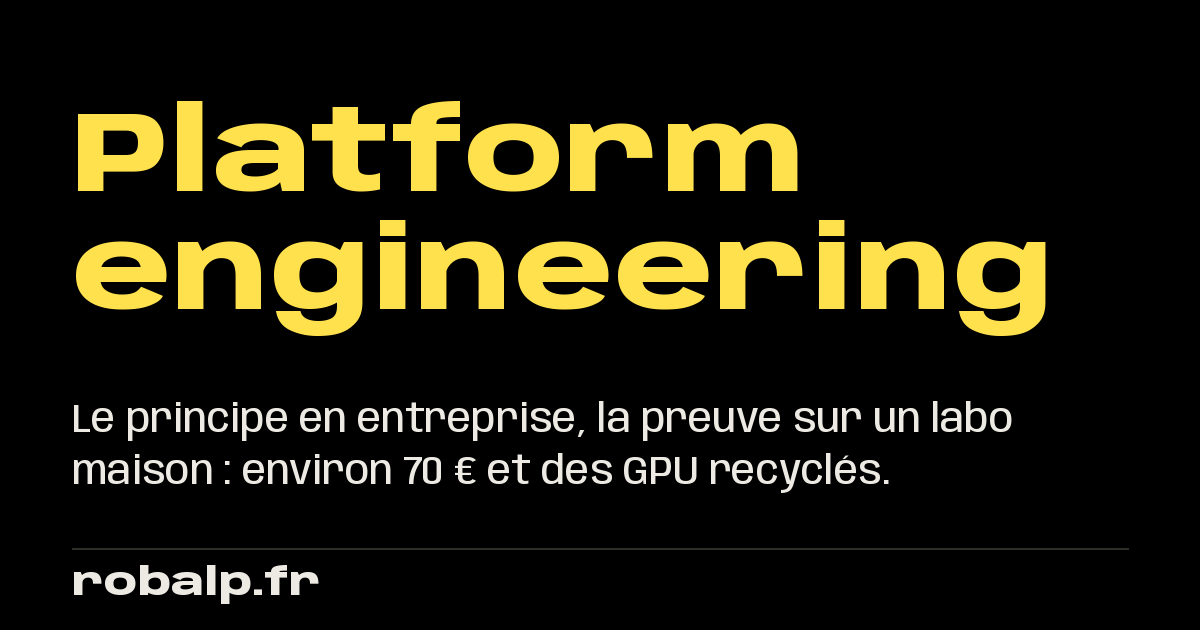 Platform
engineering
Le principe en entreprise, la preuve sur un labo
maison : environ 70 € et des GPU recyclés.
robalp.fr